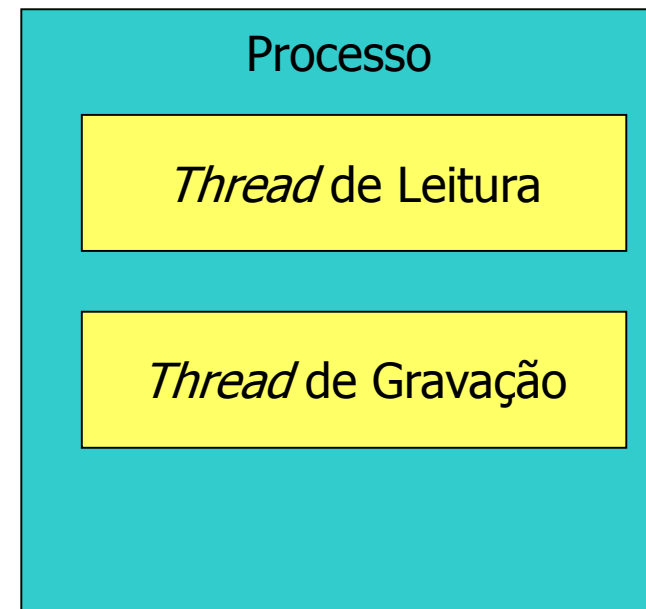 Processo
Thread de Leitura
Thread de Gravação